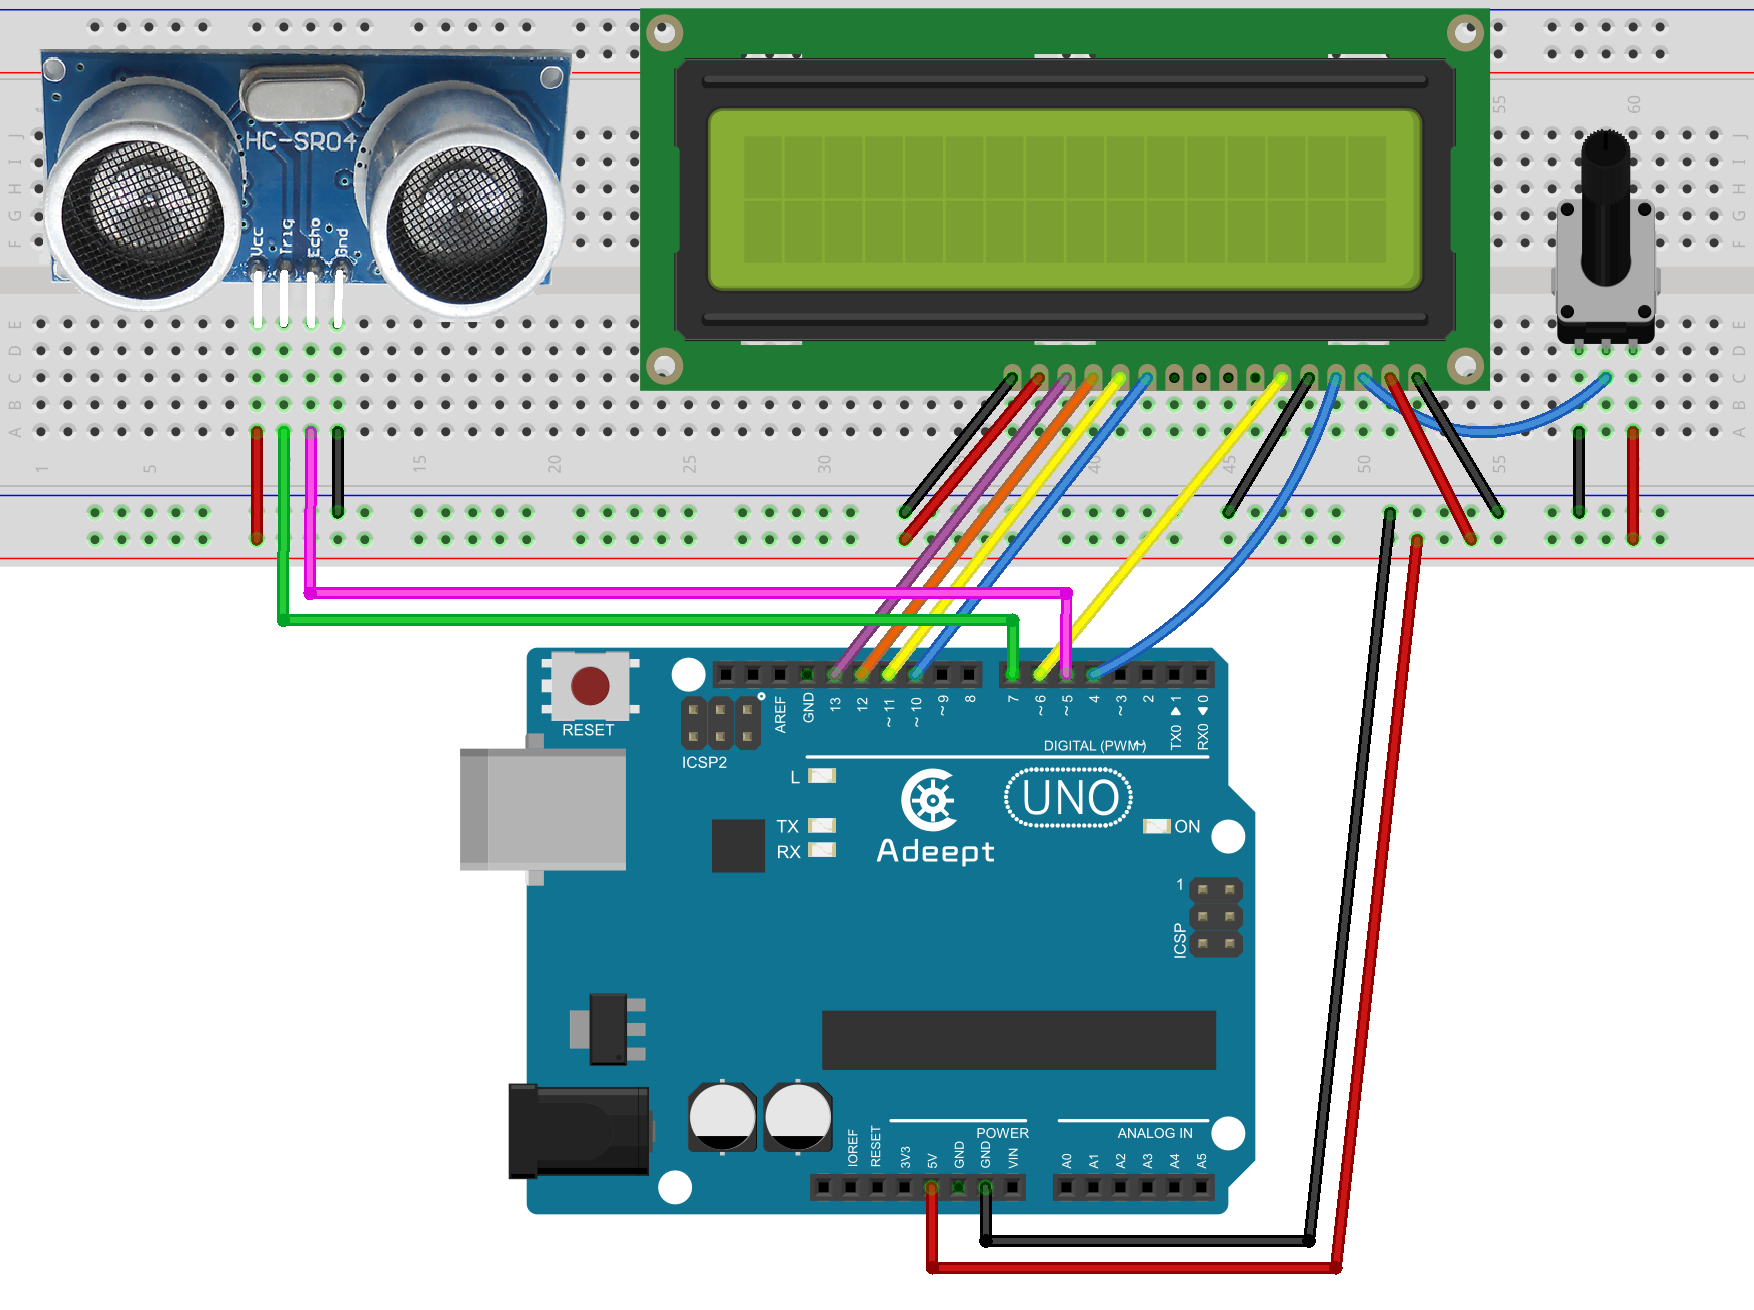 HC-SR04
Vcc
Trig
Echo
Gnd
55
60
J
I
H
G
F
J
I
H
G
F
E
D
C
B
A
E
D
C
B
A
1
5
15
20
25
30
40
45
50
55
RESET
ICSP2
AREF
GND
13
12
~11
~10
~9
8
7
~6
~5
4
~3
2
TX0 ▶ 1
RX0 ◀ 0
DIGITAL (PWM~)
L
TX
RX
UNO
ON
Adeept
1
ICSP
POWER
ANALOG IN
IOREF
RESET
3V3
5V
GND
GND
VIN
A0
A1
A2
A3
A4
A5